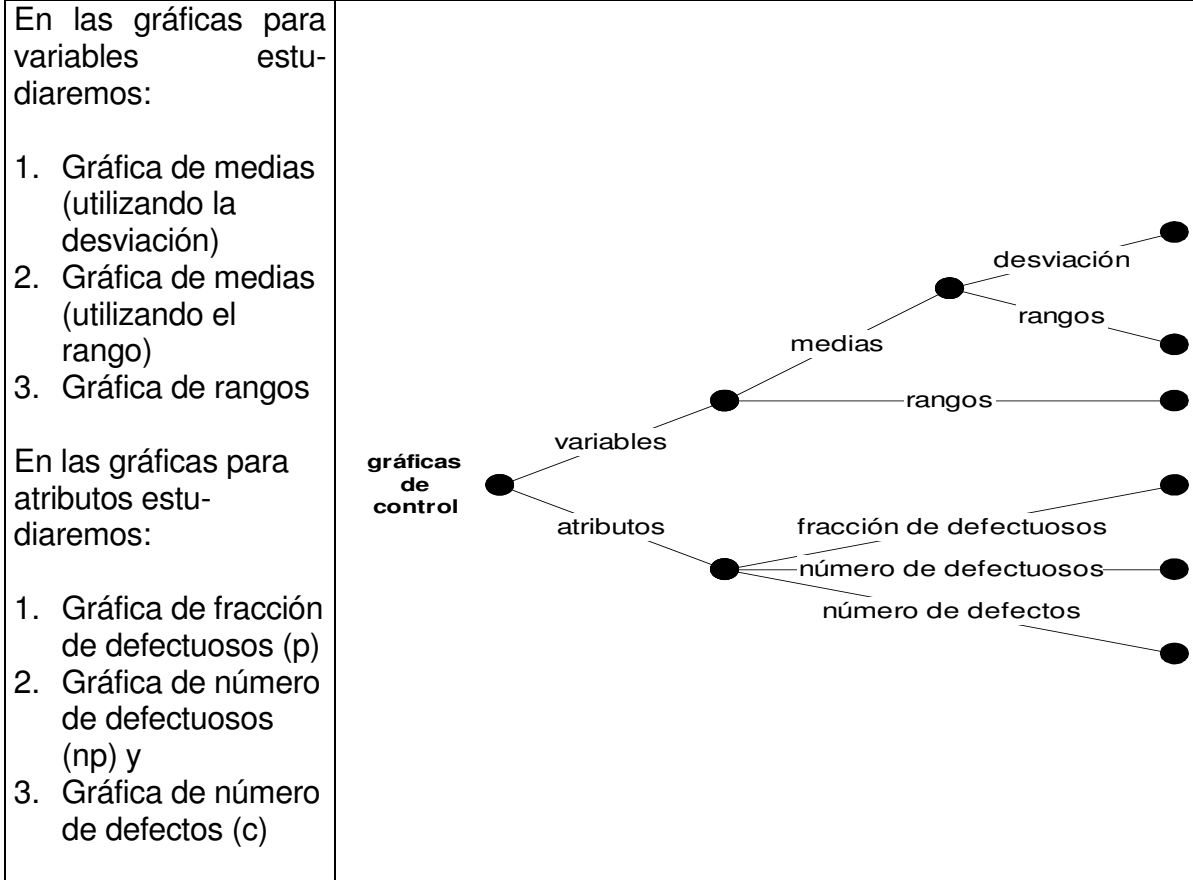 En las gráficas para
variables estu-
diaremos:
1. Gráfica de medias
(utilizando la
desviación)
2. Gráfica de medias
(utilizando el
rango)
3. Gráfica de rangos
En las gráficas para
atributos estu-
diaremos:
1. Gráfica de fracción
de defectuosos (p)
2. Gráfica de número
de defectuosos
(np) y
3. Gráfica de número
de defectos (c)
gráficas
de
control
variables
atributos
medias
rangos
desviación
rangos
fracción de defectuosos
número de defectuosos
número de defectos